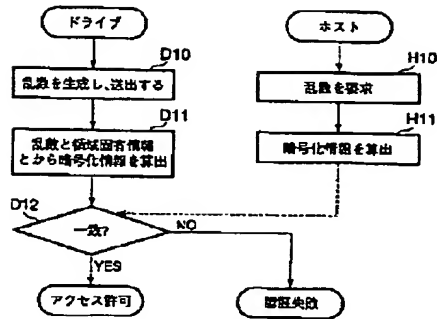 ドライブ
ホスト
D10
H10
乱数を生成し、送出する
乱数を要求
D11
H11
乱数と領域固有情報
とから暗号化情報を算出
暗号化情報を算出
D12
一致?
NO
YES
アクセス許可
認証失敗